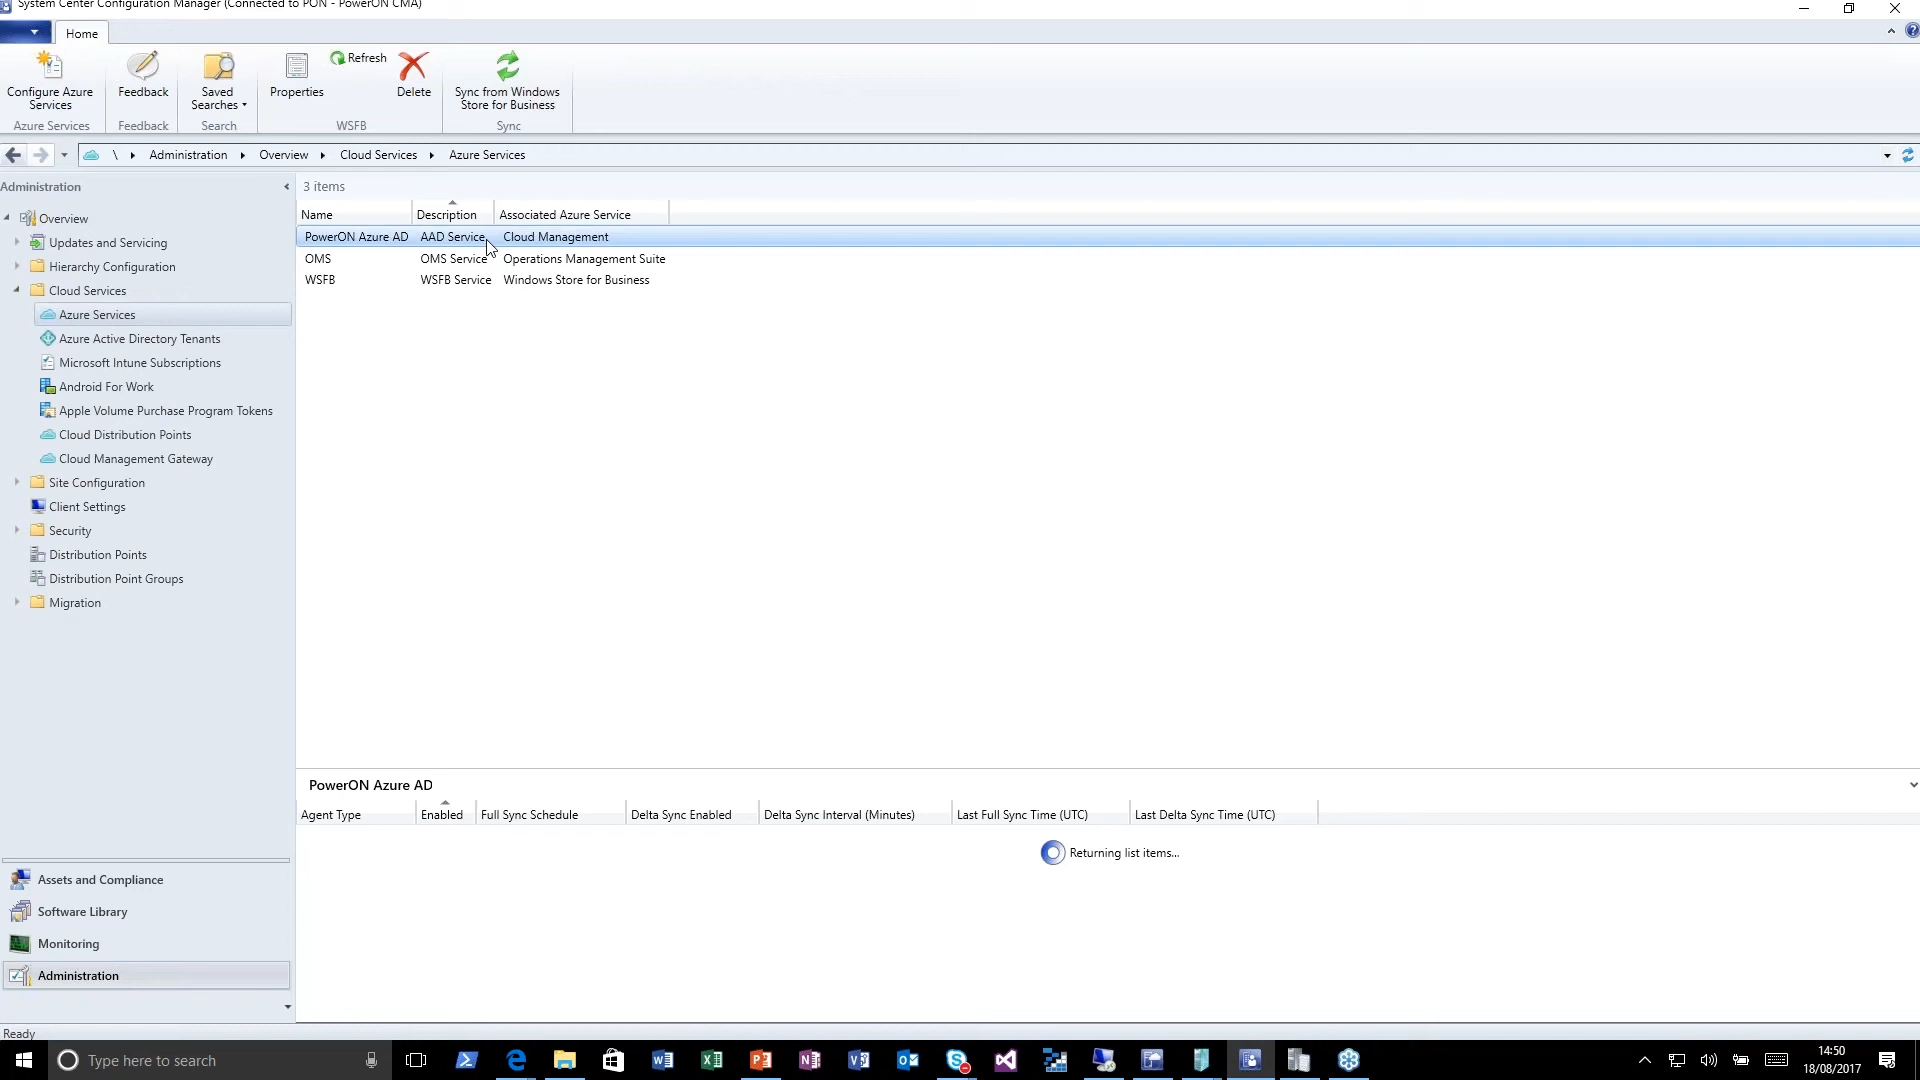 System Center Configuration Manager (Connected to PON - PowerON CMA)
Home
Configure Azure Services
Feedback
Saved Searches
Properties
Refresh
Delete
Sync from Windows Store for Business
Azure Services
Feedback
Search
WSFB
Sync
\ Administration Overview Cloud Services Azure Services
Administration
3 items
Name Description Associated Azure Service
PowerON Azure AD AAD Service Cloud Management
OMS OMS Service Operations Management Suite
WSFB WSFB Service Windows Store for Business
Overview
Updates and Servicing
Hierarchy Configuration
Cloud Services
Azure Services
Azure Active Directory Tenants
Microsoft Intune Subscriptions
Android For Work
Apple Volume Purchase Program Tokens
Cloud Distribution Points
Cloud Management Gateway
Site Configuration
Client Settings
Security
Distribution Points
Distribution Point Groups
Migration
PowerON Azure AD
Agent Type Enabled Full Sync Schedule Delta Sync Enabled Delta Sync Interval (Minutes) Last Full Sync Time (UTC) Last Delta Sync Time (UTC)
Returning list items...
Assets and Compliance
Software Library
Monitoring
Administration
Ready
Type here to search
14:50
18/08/2017